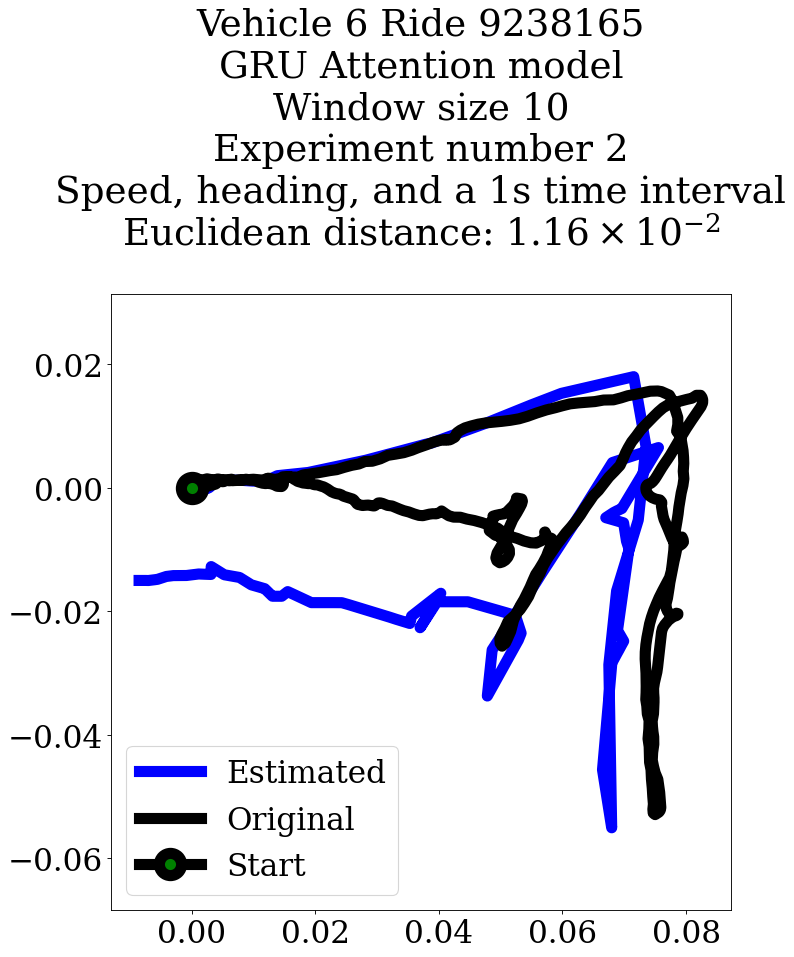 Vehicle 6 Ride 9238165
GRU Attention model
Window size 10
Experiment number 2
Speed, heading, and a 1s time interval
Euclidean distance: 1.16 × 10⁻²
0.02
0.00
−0.02
−0.04
−0.06
Estimated
Original
Start
0.00 0.02 0.04 0.06 0.08